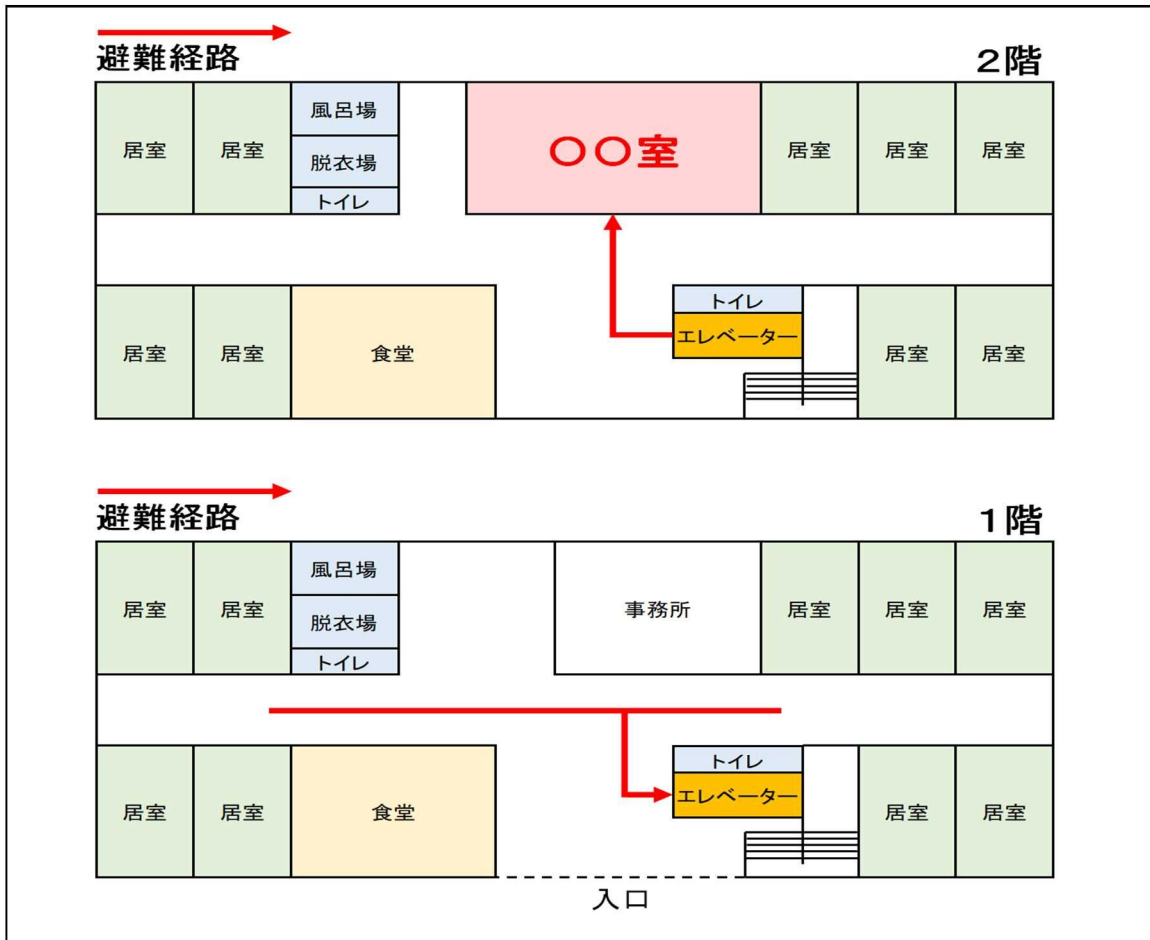 避難経路
2階
居室
居室
風呂場
脱衣場
トイレ
〇〇室
居室
居室
居室
居室
居室
食堂
トイレ
エレベーター
居室
居室
避難経路
1階
居室
居室
風呂場
脱衣場
トイレ
事務所
居室
居室
居室
居室
居室
食堂
トイレ
エレベーター
居室
居室
入口